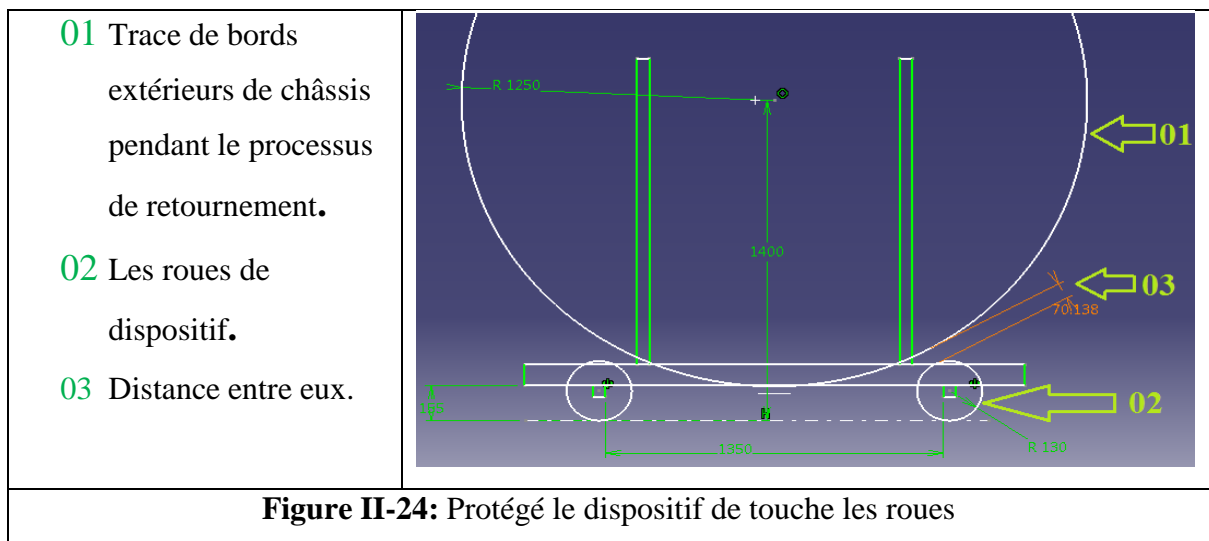 01 Trace de bords
extérieurs de châssis
pendant le processus
de retournement.
02 Les roues de
dispositif.
03 Distance entre eux.
R 1250
01
1400
03
70.138
02
1350
R 130
H
Figure II-24: Protégé le dispositif de touche les roues